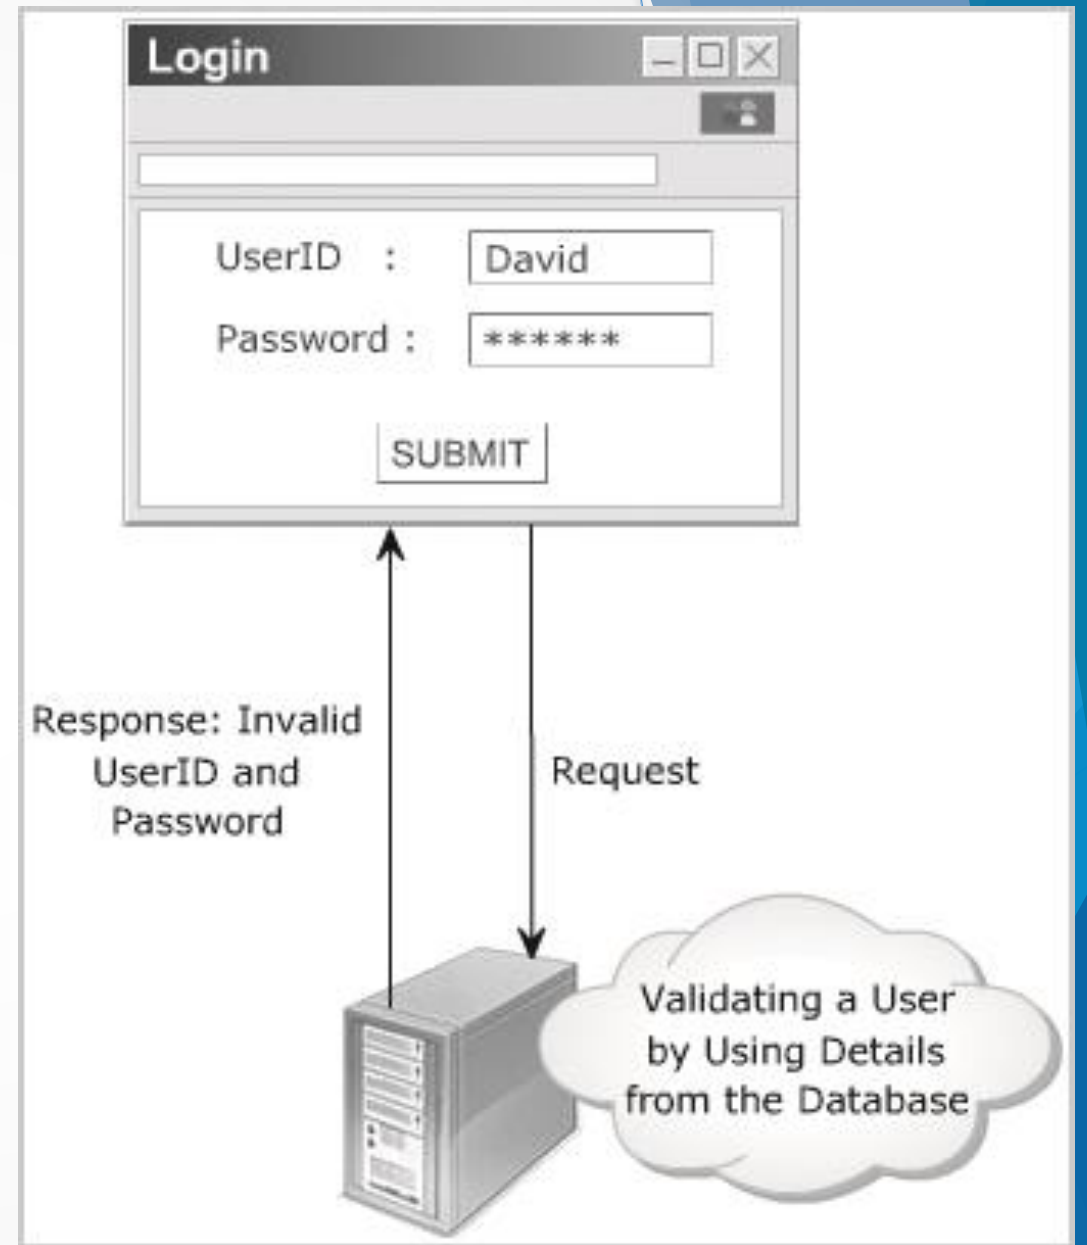 Login
UserID : David
Password : ******
SUBMIT
Response: Invalid
UserID and
Password
Request
Validating a User
by Using Details
from the Database